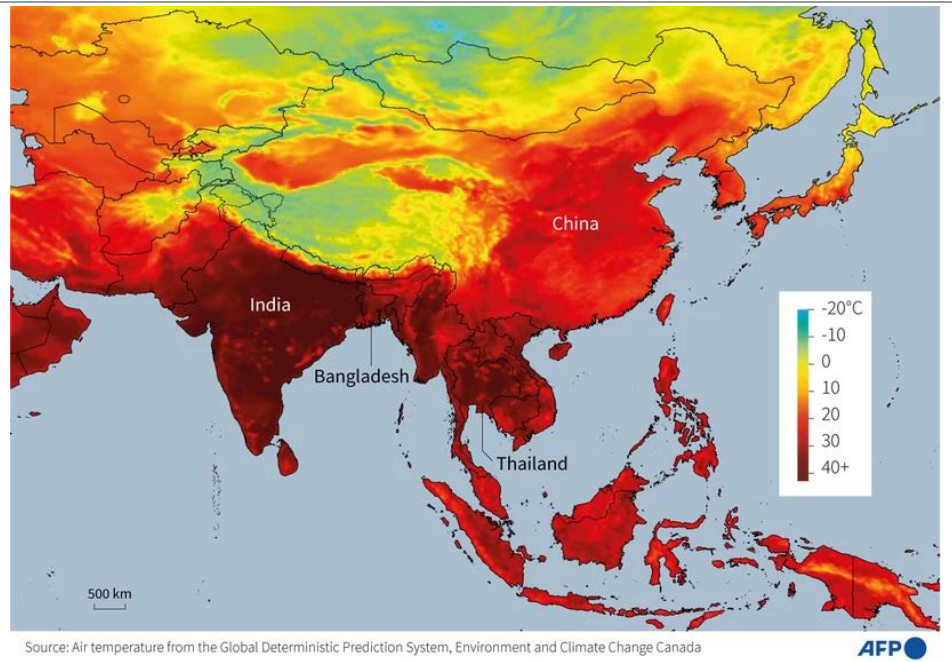 China
India
Bangladesh
Thailand
-20°C
-10
0
10
20
30
40+
500 km
Source: Air temperature from the Global Deterministic Prediction System, Environment and Climate Change Canada
AFP